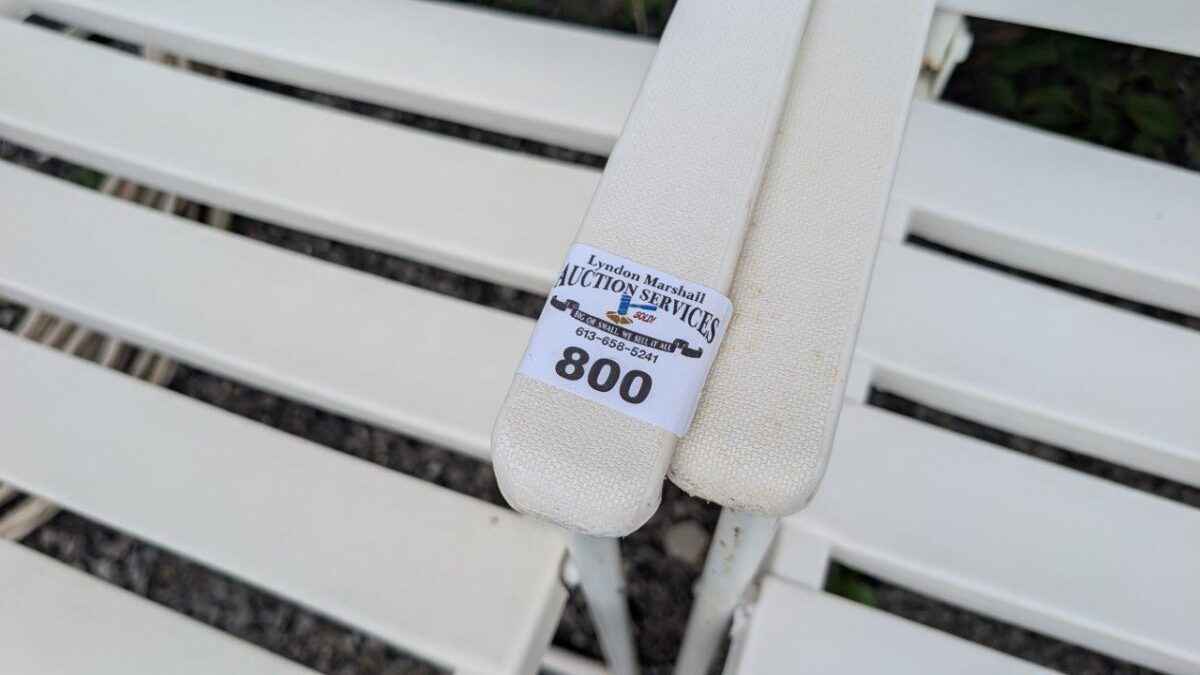 Lyndon Marshall
AUCTION SERVICES
SOLD!
BIG OR SMALL, WE SELL IT ALL
613-658-5241
800